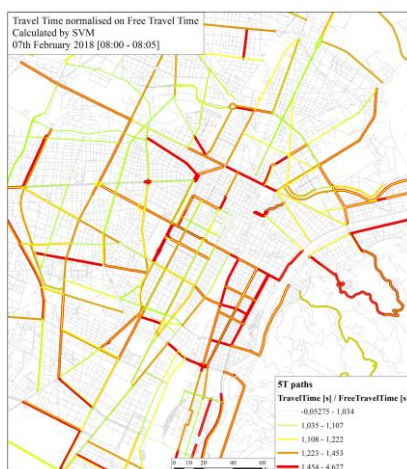 Travel Time normalised on Free Travel Time
Calculated by SVM
07th February 2018 [08:00 - 08:05]
5T paths
TravelTime [s] / FreeTravelTime [s]
-0,05275 - 1,034
1,035 - 1,107
1,108 - 1,222
1,223 - 1,453
1,454 - 4,627
0 10 20 40 60